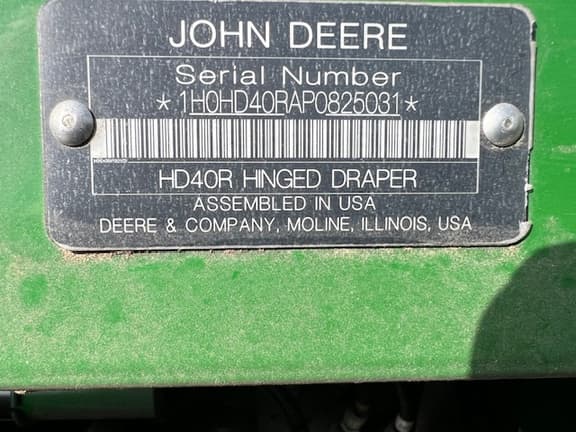 JOHN DEERE
Serial Number
*1H0HD40RAP0825031*
HD40R HINGED DRAPER
ASSEMBLED IN USA
DEERE & COMPANY, MOLINE, ILLINOIS, USA